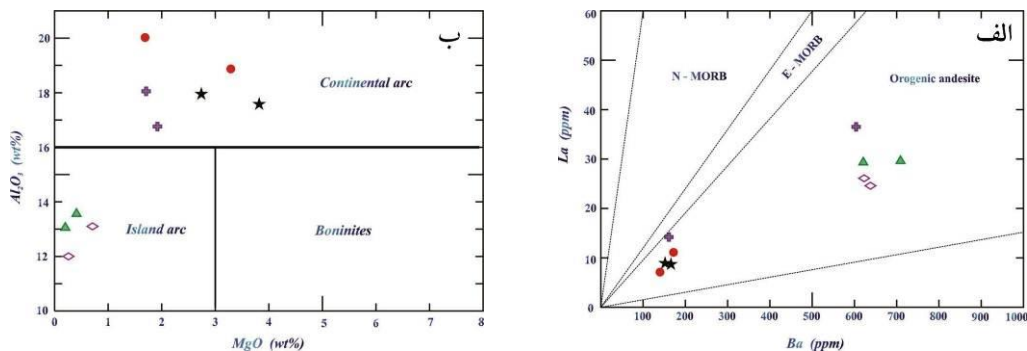 ب
20
18
16
14
12
10
Al₂O₃ (wt%)
Continental arc
Island arc
Boninites
0 1 2 3 4 5 6 7 8
MgO (wt%)
الف
60
50
40
30
20
10
0
La (ppm)
N - MORB
E - MORB
Orogenic andesite
100 200 300 400 500 600 700 800 900 1000
Ba (ppm)